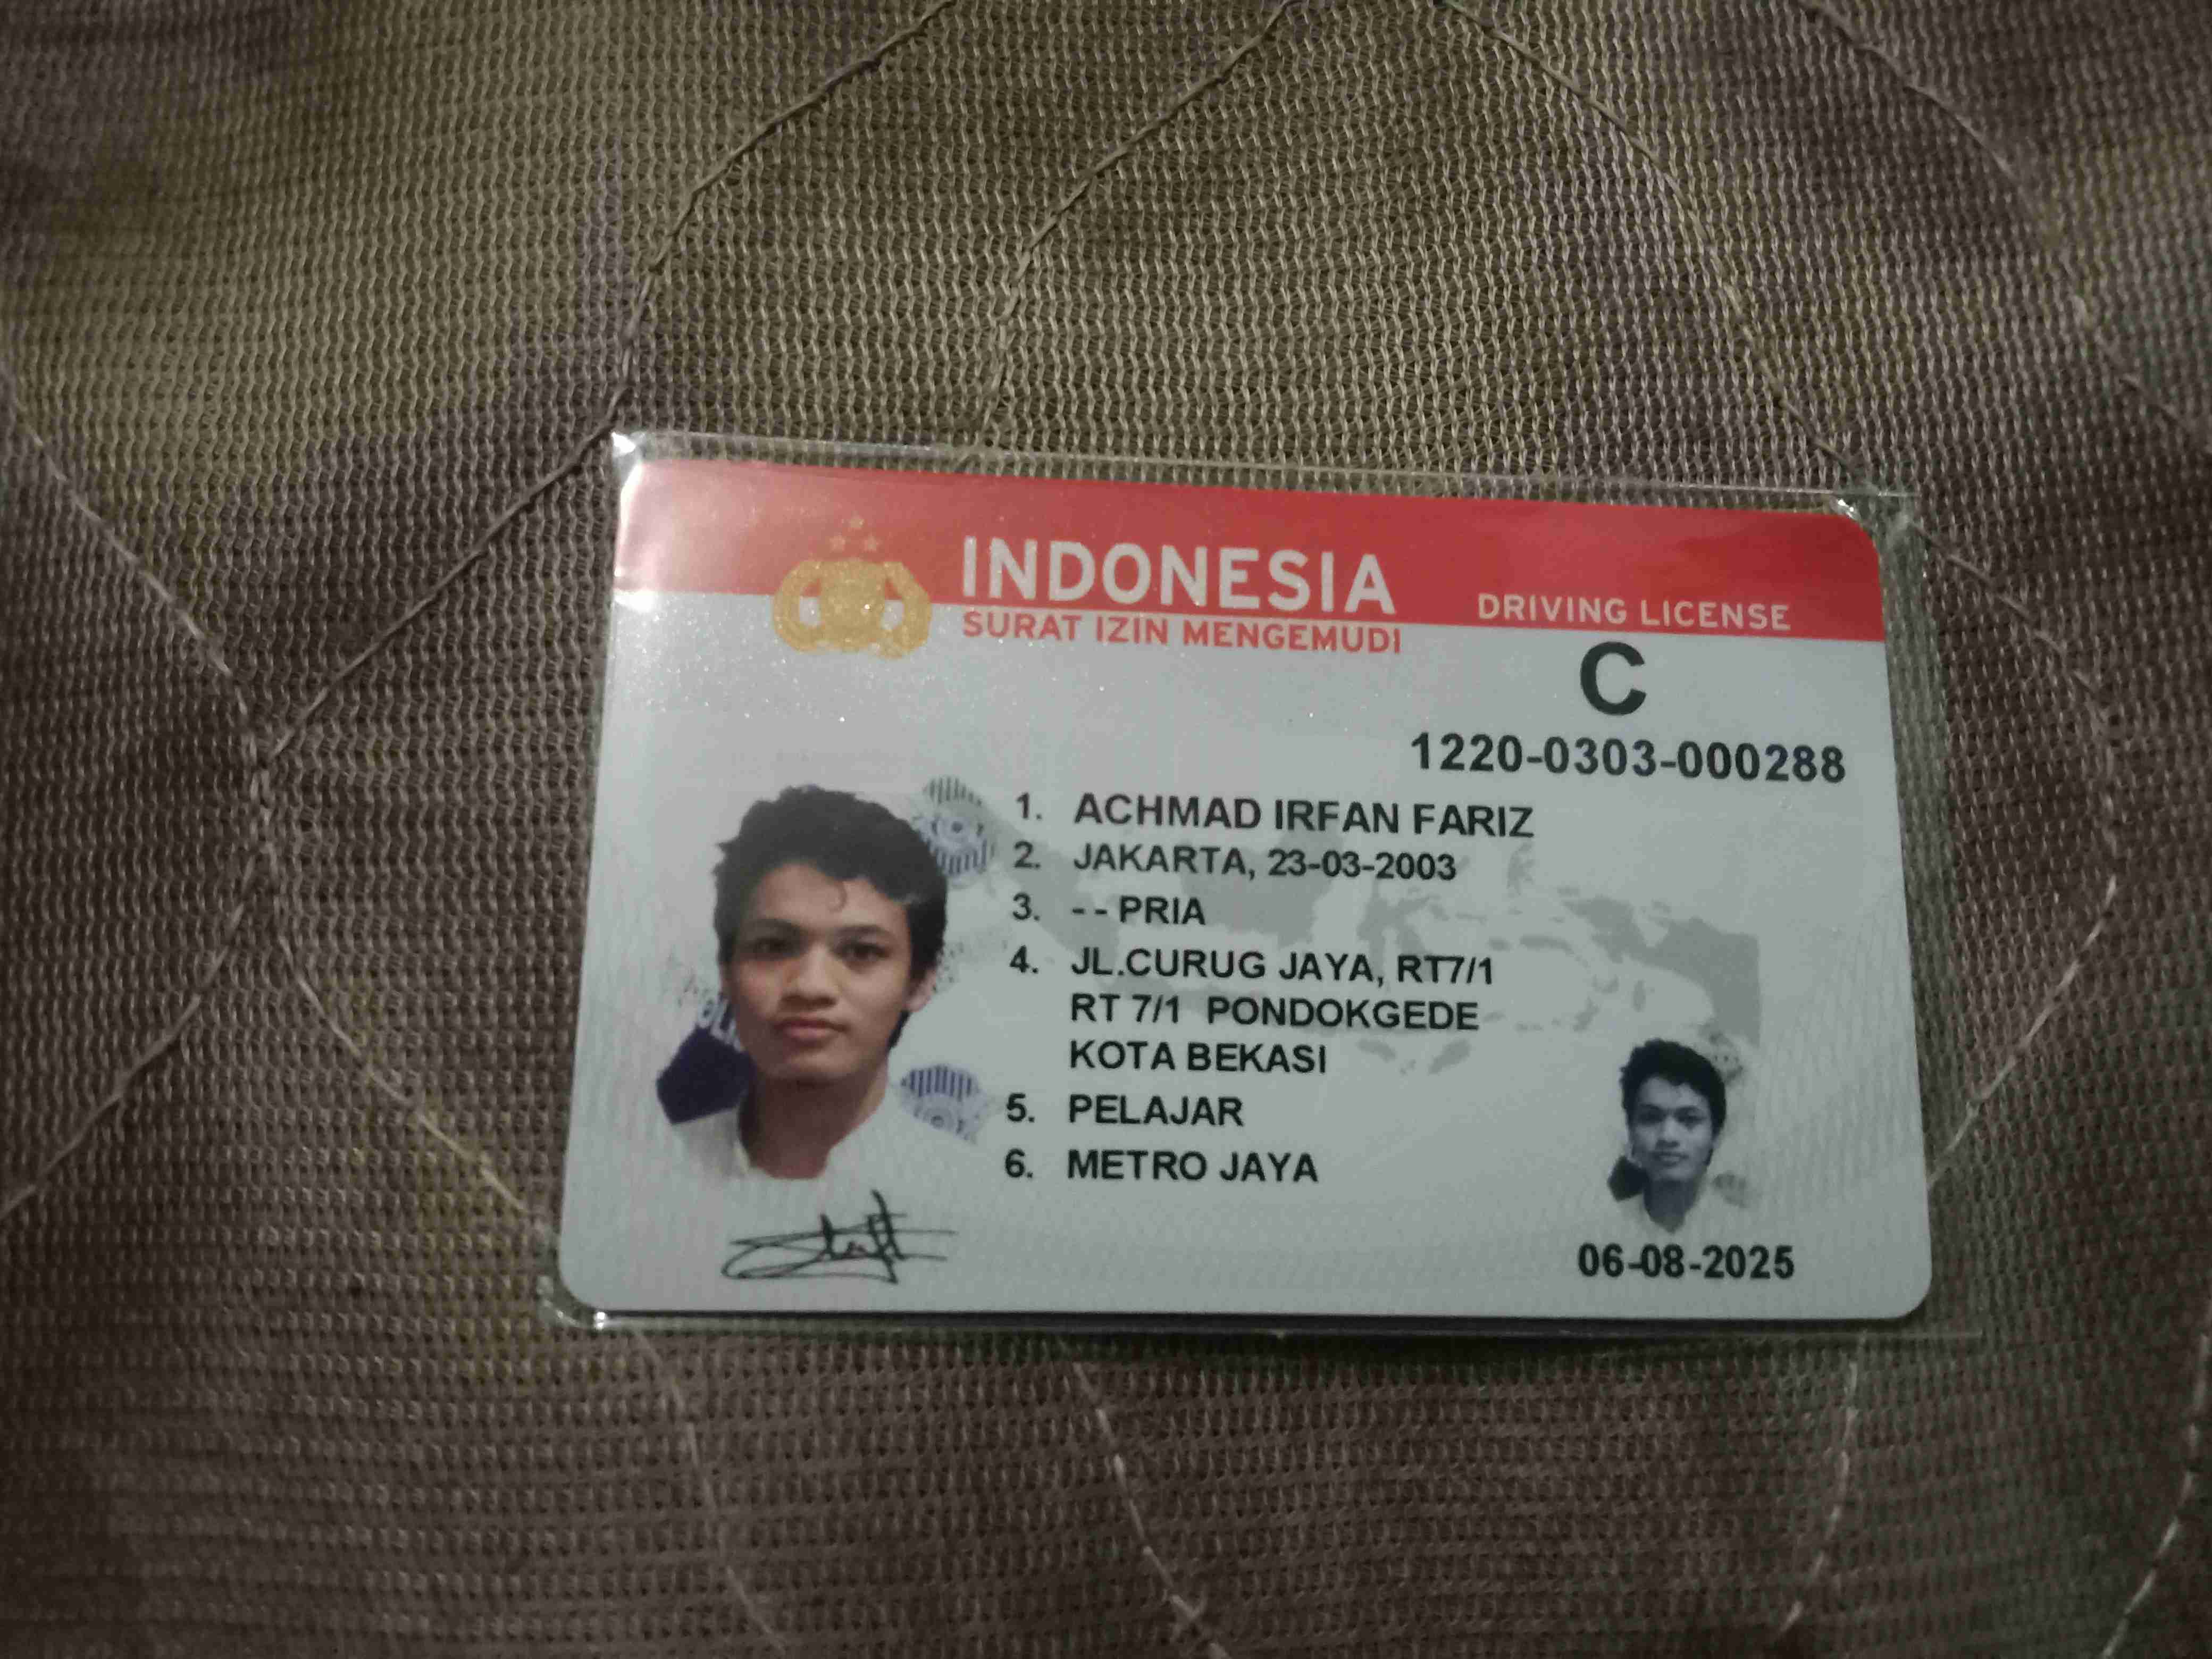 INDONESIA
SURAT IZIN MENGEMUDI
DRIVING LICENSE
C
1220-0303-000288
1. ACHMAD IRFAN FARIZ
2. JAKARTA, 23-03-2003
3. -- PRIA
4. JL.CURUG JAYA, RT7/1
RT 7/1 PONDOKGEDE
KOTA BEKASI
5. PELAJAR
6. METRO JAYA
06-08-2025